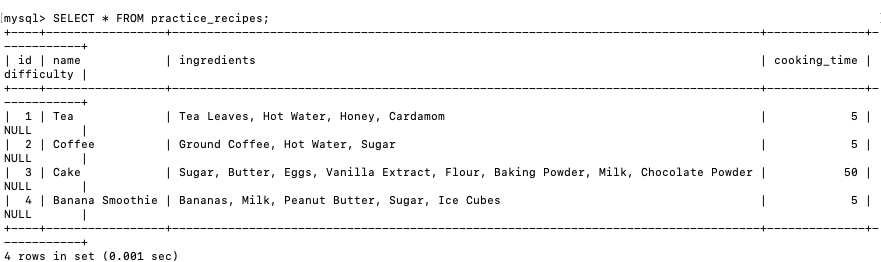 [mysql> SELECT * FROM practice_recipes;
+----+-----------------+------------------------------------------------------------------------------------+--------------+-
-----------+
| id | name            | ingredients                                                                        | cooking_time |
difficulty |
+----+-----------------+------------------------------------------------------------------------------------+--------------+-
-----------+
|  1 | Tea             | Tea Leaves, Hot Water, Honey, Cardamom                                             |            5 |
NULL       |
|  2 | Coffee          | Ground Coffee, Hot Water, Sugar                                                    |            5 |
NULL       |
|  3 | Cake            | Sugar, Butter, Eggs, Vanilla Extract, Flour, Baking Powder, Milk, Chocolate Powder |           50 |
NULL       |
|  4 | Banana Smoothie | Bananas, Milk, Peanut Butter, Sugar, Ice Cubes                                     |            5 |
NULL       |
+----+-----------------+------------------------------------------------------------------------------------+--------------+-
-----------+
4 rows in set (0.001 sec)